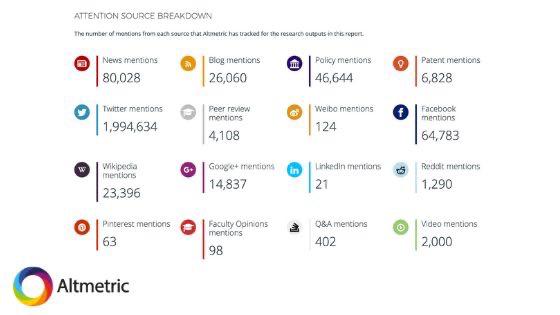 ATTENTION SOURCE BREAKDOWN
The number of mentions from each source that Altmetric has tracked for the research outputs in this report.
News mentions
80,028
Blog mentions
26,060
Policy mentions
46,644
Patent mentions
6,828
Twitter mentions
1,994,634
Peer review
mentions
4,108
Weibo mentions
124
Facebook
mentions
64,783
W
Wikipedia
mentions
23,396
G+
Google+ mentions
14,837
in
LinkedIn mentions
21
Reddit mentions
1,290
Pinterest mentions
63
Faculty Opinions
mentions
98
Q&A mentions
402
Video mentions
2,000
Altmetric